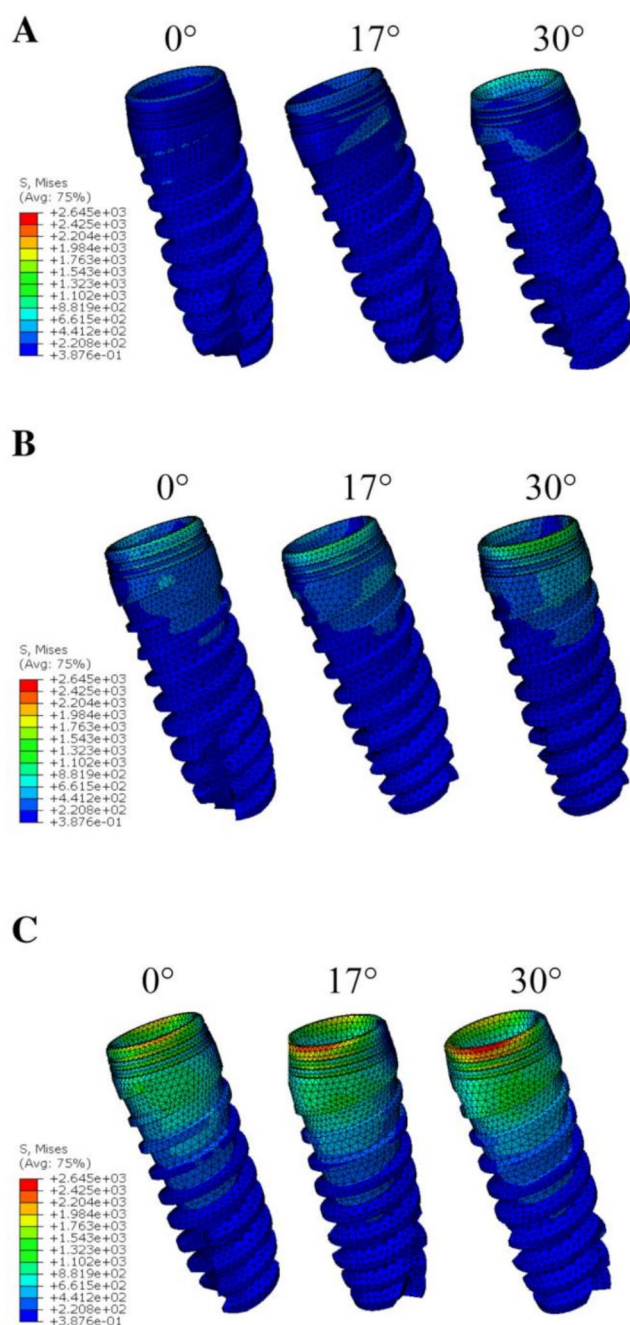 A
0° 17° 30°
S, Mises
(Avg: 75%)
+2.645e+03
+2.425e+03
+2.204e+03
+1.984e+03
+1.763e+03
+1.543e+03
+1.323e+03
+1.102e+03
+8.819e+02
+6.615e+02
+4.412e+02
+2.208e+02
+3.876e-01
B
0° 17° 30°
S, Mises
(Avg: 75%)
+2.645e+03
+2.425e+03
+2.204e+03
+1.984e+03
+1.763e+03
+1.543e+03
+1.323e+03
+1.102e+03
+8.819e+02
+6.615e+02
+4.412e+02
+2.208e+02
+3.876e-01
C
0° 17° 30°
S, Mises
(Avg: 75%)
+2.645e+03
+2.425e+03
+2.204e+03
+1.984e+03
+1.763e+03
+1.543e+03
+1.323e+03
+1.102e+03
+8.819e+02
+6.615e+02
+4.412e+02
+2.208e+02
+3.876e-01